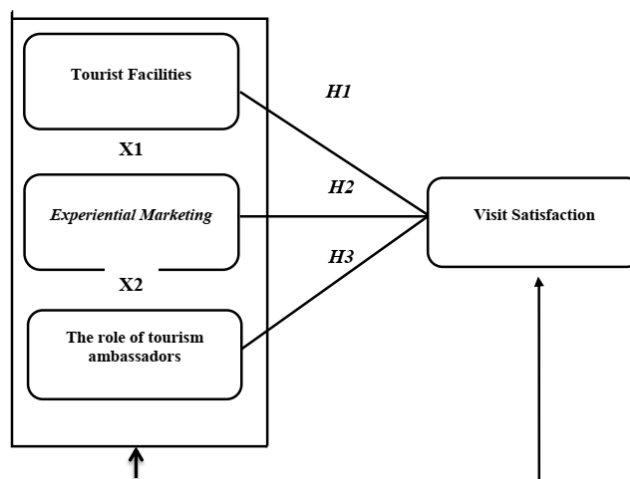 Tourist Facilities
X1
Experiential Marketing
X2
The role of tourism
ambassadors
H1
H2
H3
Visit Satisfaction